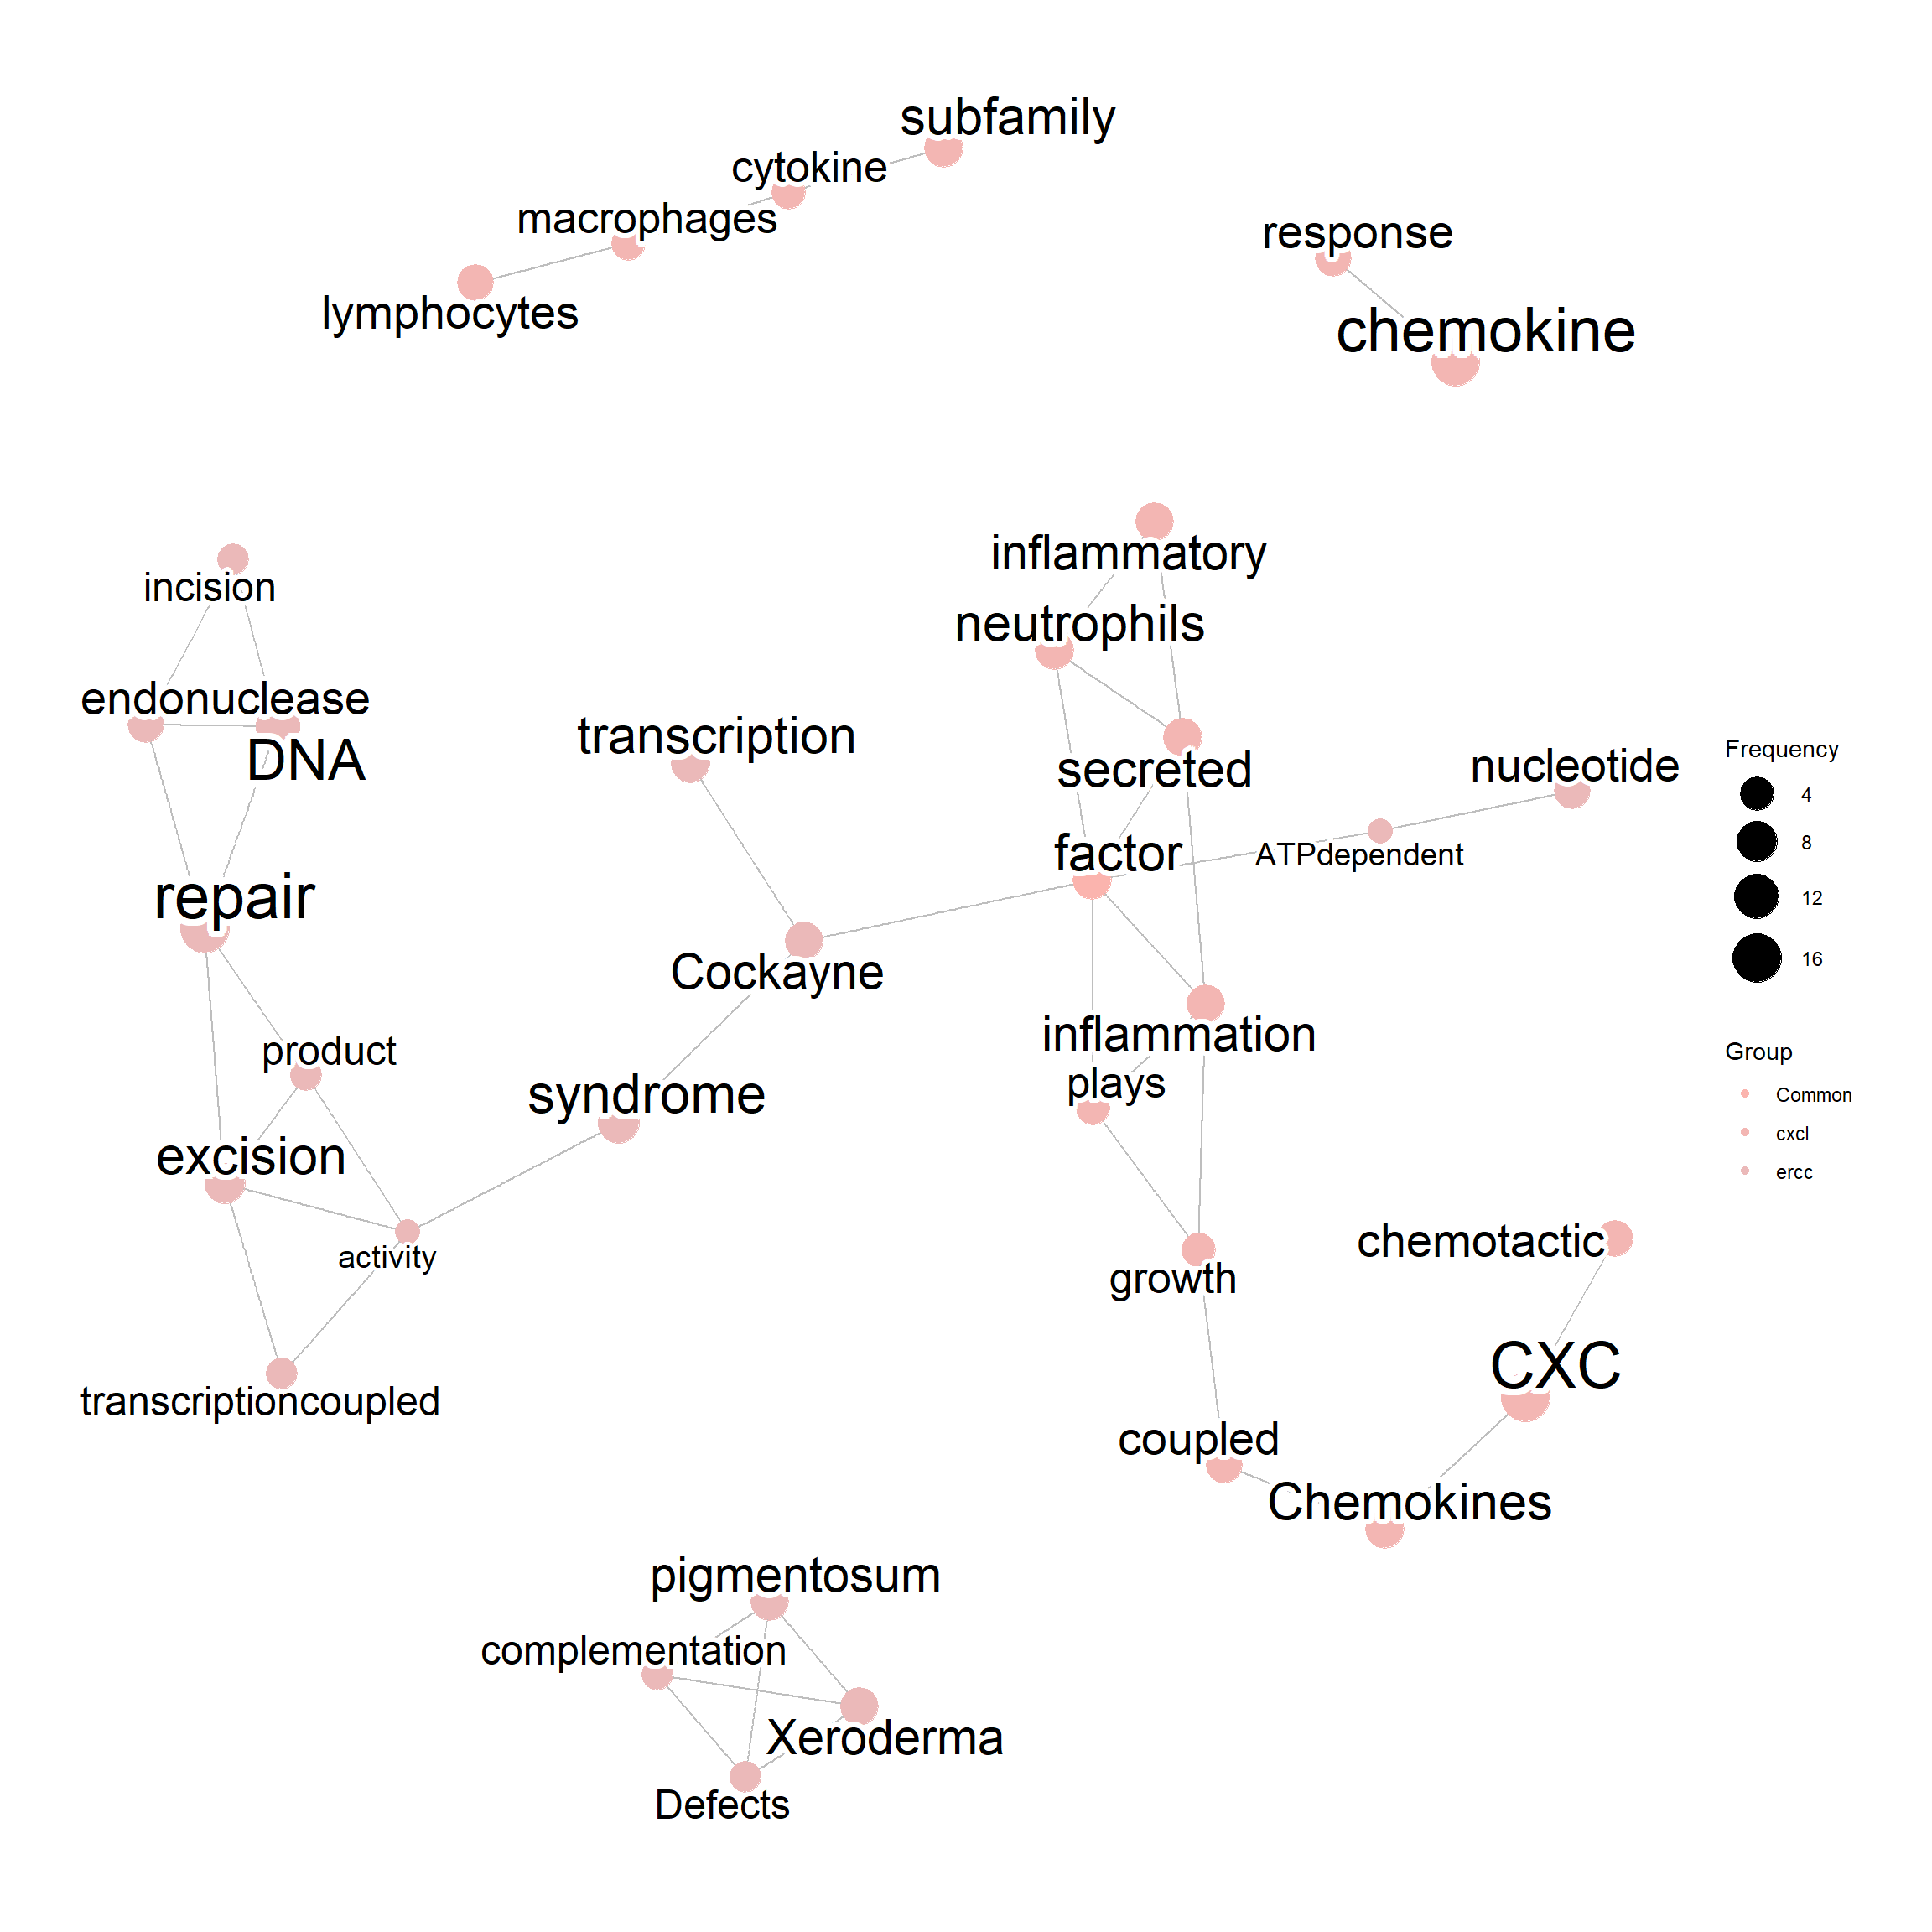 subfamily
cytokine
macrophages
response
lymphocytes
chemokine
inflammatory
incision
neutrophils
endonuclease
transcription
DNA
secreted
nucleotide
factor
ATPdependent
repair
Cockayne
inflammation
product
plays
syndrome
excision
chemotactic
activity
growth
CXC
transcriptioncoupled
coupled
Chemokines
pigmentosum
complementation
Xeroderma
Defects
Frequency
4
8
12
16
Group
Common
cxcl
ercc